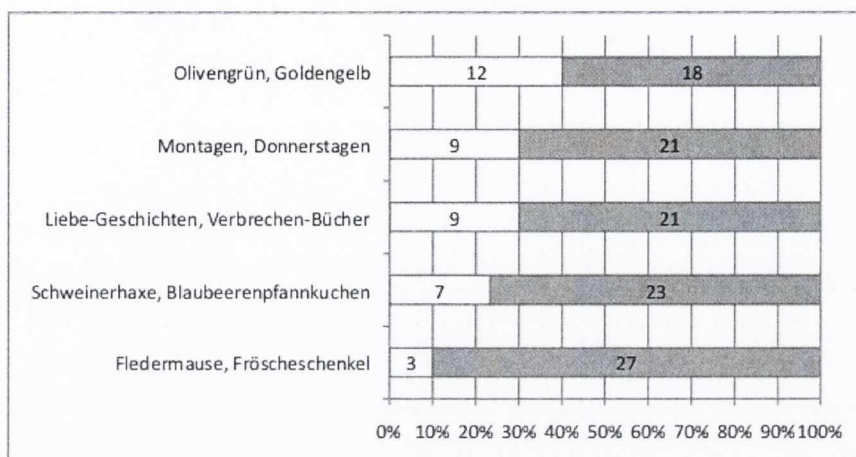 Olivengrün, Goldengelb 12 18
Montagen, Donnerstagen 9 21
Liebe-Geschichten, Verbrechen-Bücher 9 21
Schweinerhaxe, Blaubeerenpfannkuchen 7 23
Fledermause, Fröscheschenkel 3 27
0% 10% 20% 30% 40% 50% 60% 70% 80% 90%100%